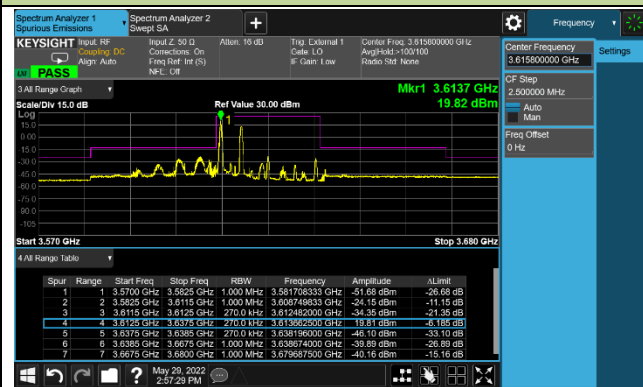 Spectrum Analyzer 1
Spurious Emissions
Spectrum Analyzer 2
Swept SA
Frequency
KEYSIGHT
Input: RF
Coupling: DC
Align: Auto
Input Z: 50 Ω
Corrections: On
Freq Ref: Int (S)
NFE: Off
Atten: 16 dB
Trig: External 1
Gate: LO
IF Gain: Low
Center Freq: 3.615800000 GHz
Avg|Hold:>100/100
Radio Std: None
PASS
Center Frequency
3.615800000 GHz
Settings
CF Step
2.500000 MHz
Auto
Man
Freq Offset
0 Hz
3 All Range Graph
Mkr1 3.6137 GHz
19.82 dBm
Scale/Div 15.0 dB
Ref Value 30.00 dBm
Log
15.0
0.00
-15.0
-30.0
-45.0
-60.0
-75.0
-90.0
-105
1
Start 3.570 GHz
Stop 3.680 GHz
4 All Range Table
Spur Range Start Freq Stop Freq RBW Frequency Amplitude ΔLimit
1 1 3.5700 GHz 3.5825 GHz 1.000 MHz 3.581708333 GHz -51.68 dBm -26.68 dB
2 2 3.5825 GHz 3.6115 GHz 1.000 MHz 3.608749833 GHz -24.15 dBm -11.15 dB
3 3 3.6115 GHz 3.6125 GHz 270.0 kHz 3.612482000 GHz -34.35 dBm -21.35 dB
4 4 3.6125 GHz 3.6375 GHz 270.0 kHz 3.613662500 GHz 19.81 dBm -6.185 dB
5 5 3.6375 GHz 3.6385 GHz 270.0 kHz 3.638196000 GHz -46.10 dBm -33.10 dB
6 6 3.6385 GHz 3.6675 GHz 1.000 MHz 3.638674000 GHz -39.89 dBm -26.89 dB
7 7 3.6675 GHz 3.6800 GHz 1.000 MHz 3.679687500 GHz -40.16 dBm -15.16 dB
May 29, 2022
2:57:29 PM